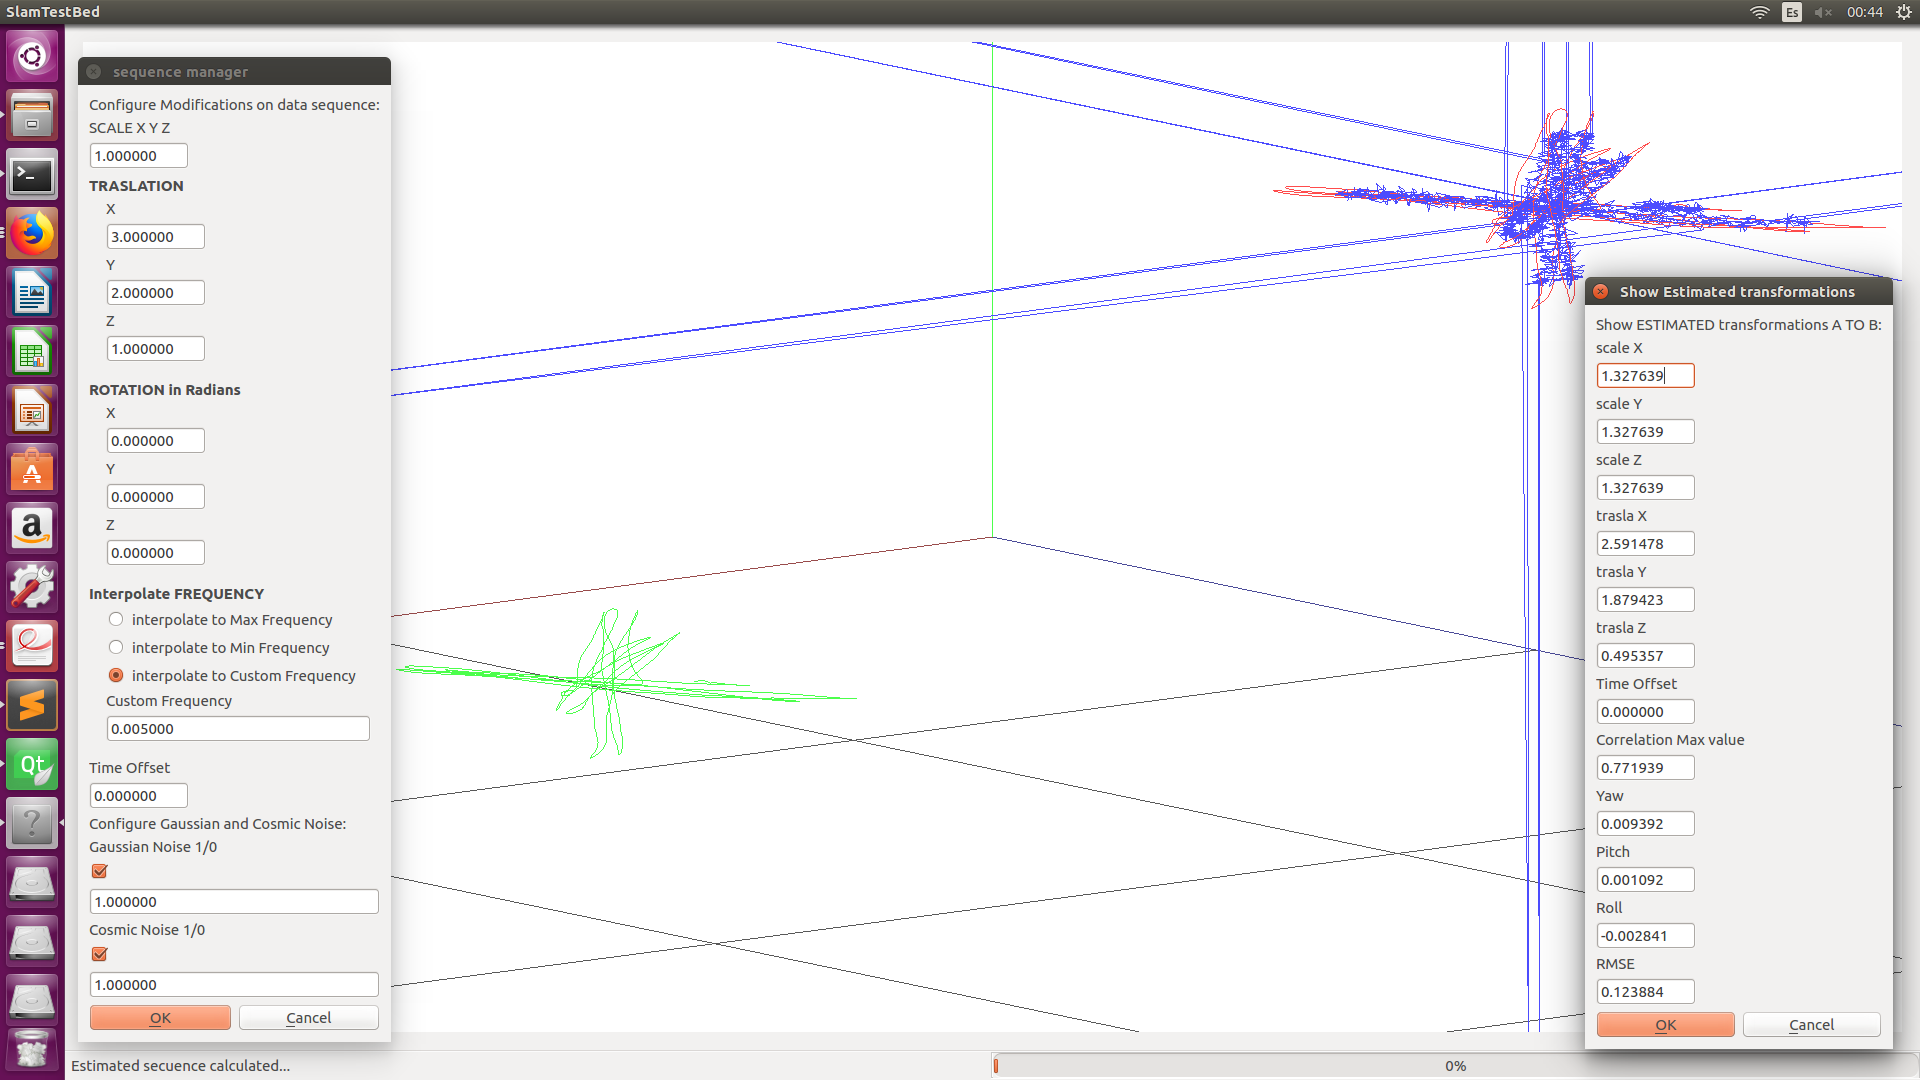 SlamTestBed
Es
00:44
sequence manager
Configure Modifications on data sequence:
SCALE X Y Z
1.000000
TRASLATION
X
3.000000
Y
2.000000
Z
1.000000
ROTATION in Radians
X
0.000000
Y
0.000000
Z
0.000000
Interpolate FREQUENCY
interpolate to Max Frequency
interpolate to Min Frequency
interpolate to Custom Frequency
Custom Frequency
0.005000
Time Offset
0.000000
Configure Gaussian and Cosmic Noise:
Gaussian Noise 1/0
1.000000
Cosmic Noise 1/0
1.000000
OK
Cancel
Show Estimated transformations
Show ESTIMATED transformations A TO B:
scale X
1.327639
scale Y
1.327639
scale Z
1.327639
trasla X
2.591478
trasla Y
1.879423
trasla Z
0.495357
Time Offset
0.000000
Correlation Max value
0.771939
Yaw
0.009392
Pitch
0.001092
Roll
-0.002841
RMSE
0.123884
OK
Cancel
Estimated secuence calculated...
0%
>_
A
a
Qt
?